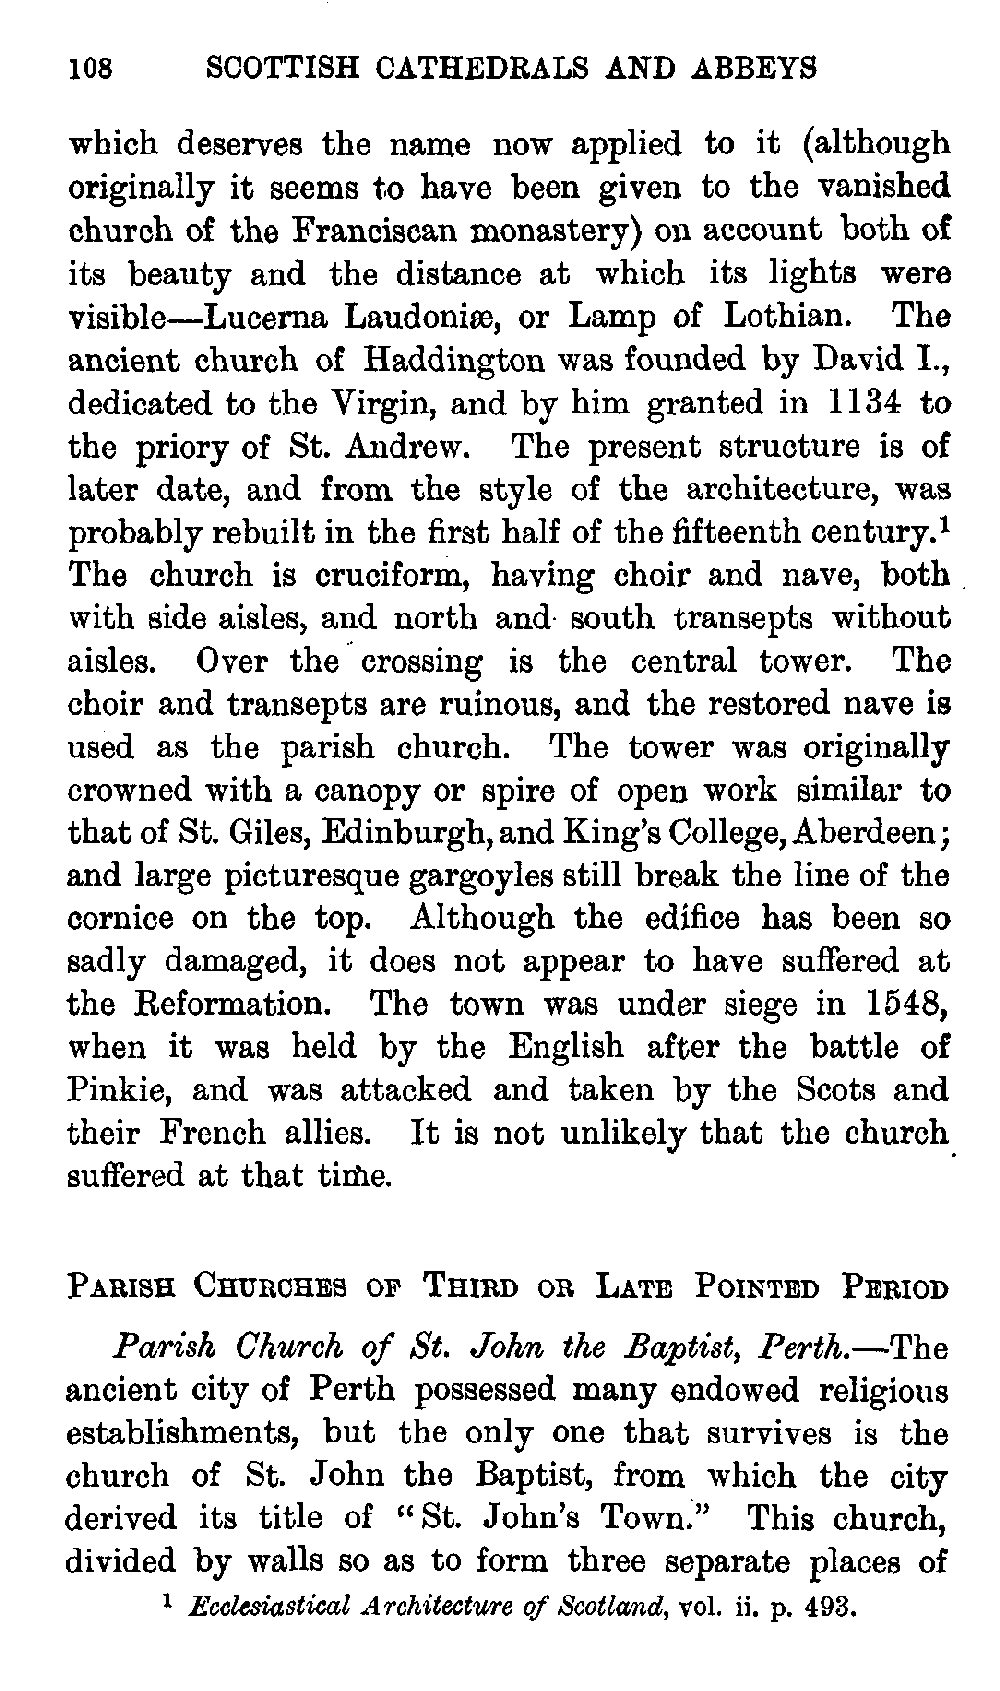 108 SCOTTISH CATHEDRALS AND ABBEYS
which deserves the name now applied to it (although
originally it seems to have been given to the vanished
church of the Franciscan monastery) on account both of
its beauty and the distance at which its lights were
visible—Lucerna Laudoniæ, or Lamp of Lothian. The
ancient church of Haddington was founded by David I.,
dedicated to the Virgin, and by him granted in 1134 to
the priory of St. Andrew. The present structure is of
later date, and from the style of the architecture, was
probably rebuilt in the first half of the fifteenth century.¹
The church is cruciform, having choir and nave, both
with side aisles, and north and south transepts without
aisles. Over the crossing is the central tower. The
choir and transepts are ruinous, and the restored nave is
used as the parish church. The tower was originally
crowned with a canopy or spire of open work similar to
that of St. Giles, Edinburgh, and King's College, Aberdeen;
and large picturesque gargoyles still break the line of the
cornice on the top. Although the edifice has been so
sadly damaged, it does not appear to have suffered at
the Reformation. The town was under siege in 1548,
when it was held by the English after the battle of
Pinkie, and was attacked and taken by the Scots and
their French allies. It is not unlikely that the church
suffered at that time.
PARISH CHURCHES OF THIRD OR LATE POINTED PERIOD
Parish Church of St. John the Baptist, Perth.—The
ancient city of Perth possessed many endowed religious
establishments, but the only one that survives is the
church of St. John the Baptist, from which the city
derived its title of "St. John's Town." This church,
divided by walls so as to form three separate places of
¹ Ecclesiastical Architecture of Scotland, vol. ii. p. 493.